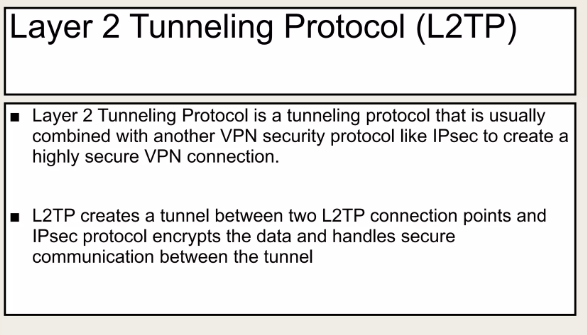 Layer 2 Tunneling Protocol (L2TP)
■ Layer 2 Tunneling Protocol is a tunneling protocol that is usually
combined with another VPN security protocol like IPsec to create a
highly secure VPN connection.
■ L2TP creates a tunnel between two L2TP connection points and
IPsec protocol encrypts the data and handles secure
communication between the tunnel